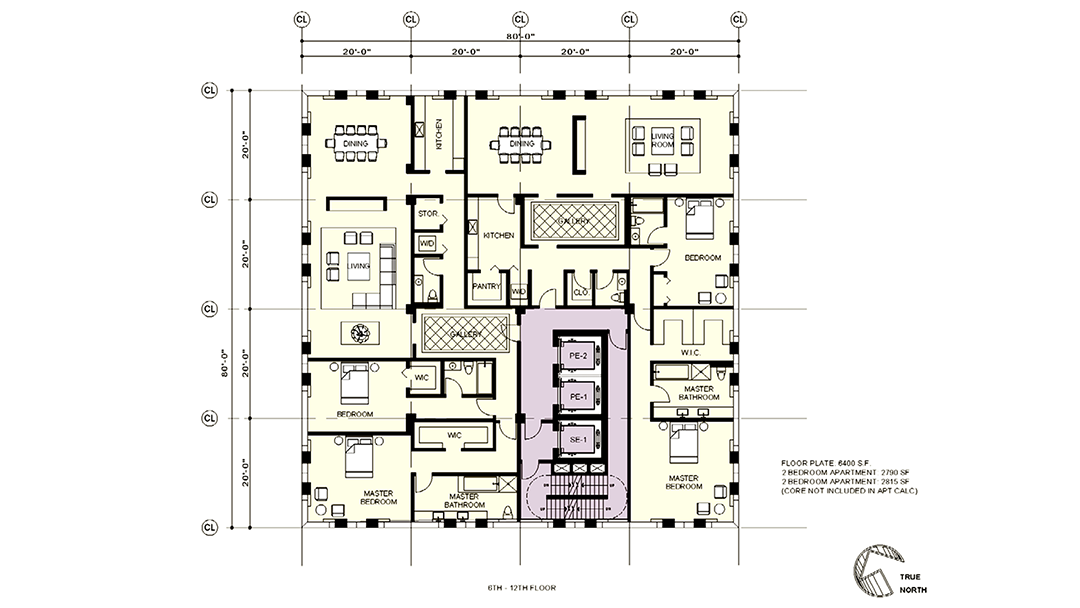 CL CL CL CL CL
80'-0"
20'-0" 20'-0" 20'-0" 20'-0"
CL
CL
CL
CL
CL
80'-0"
20'-0"
20'-0"
20'-0"
20'-0"
DINING
KITCHEN
DINING
LIVING
ROOM
STOR.
W/D
LIVING
GALLERY
KITCHEN
PANTRY
W/D
GALLERY
CLO.
BEDROOM
W.I.C.
MASTER
BATHROOM
MASTER
BEDROOM
PE-2
PE-1
SE-1
WIC
BEDROOM
WIC
MASTER
BEDROOM
MASTER
BATHROOM
FLOOR PLATE: 6400 S.F.
2 BEDROOM APARTMENT: 2790 SF
2 BEDROOM APARTMENT: 2815 SF
(CORE NOT INCLUDED IN APT CALC)
6TH - 12TH FLOOR
TRUE
NORTH